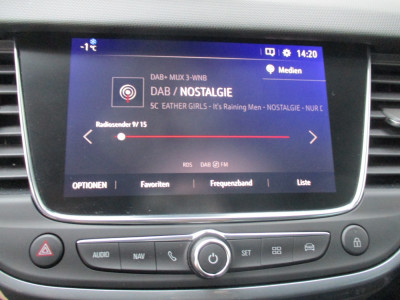 -1°C
14:20
Medien
DAB+ MUX 3-WNB
DAB / NOSTALGIE
SC EATHER GIRLS - It's Raining Men - NOSTALGIE - NUR D
Radiosender 9/ 15
RDS DAB FM
OPTIONEN Favoriten Frequenzband Liste
AUDIO NAV SET